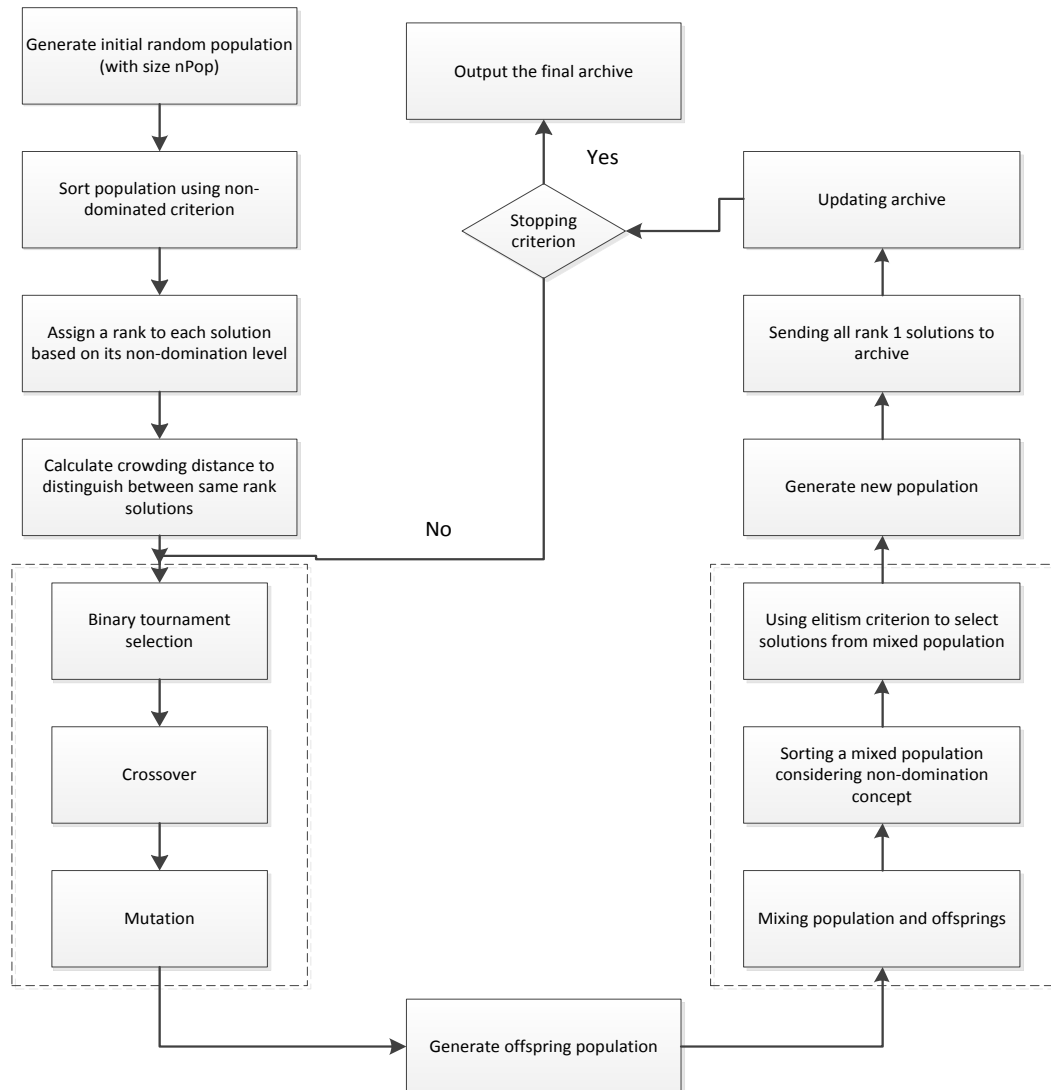 Generate initial random population
(with size nPop)
Sort population using non-
dominated criterion
Assign a rank to each solution
based on its non-domination level
Calculate crowding distance to
distinguish between same rank
solutions
Binary tournament
selection
Crossover
Mutation
Generate offspring population
Mixing population and offsprings
Sorting a mixed population
considering non-domination
concept
Using elitism criterion to select
solutions from mixed population
Generate new population
Sending all rank 1 solutions to
archive
Updating archive
Stopping
criterion
Yes
No
Output the final archive